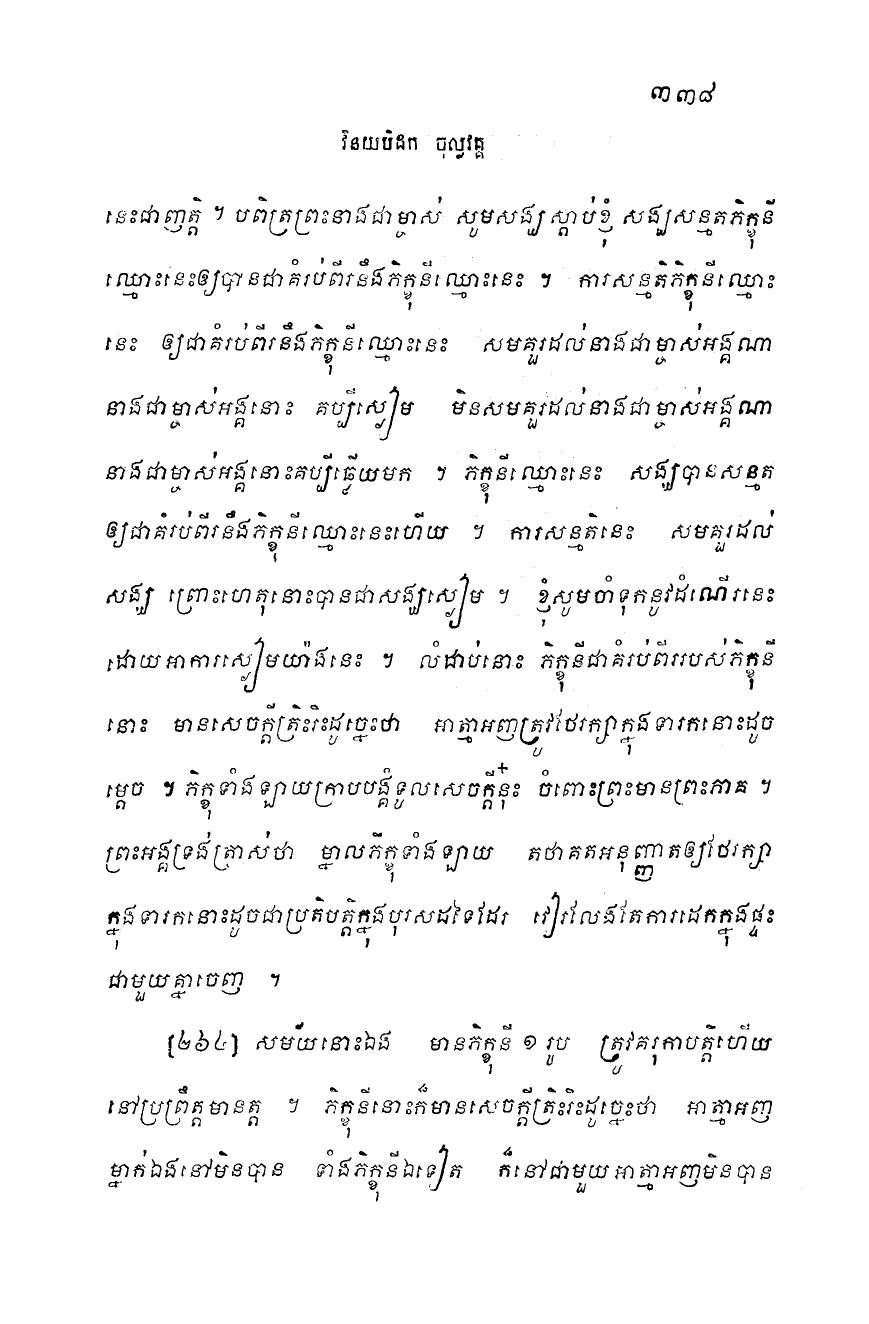 ៣៣៨
វិនយបិដក ចុល្លវគ្គ
នេះជាញត្តិ ។ បពិត្រព្រះនាងជាម្ចាស់ សូមសង្ឃស្តាប់ខ្ញុំ សង្ឃសន្មតភិក្ខុនី
ឈ្មោះនេះឲ្យបានជាគំរប់ពីរនឹងភិក្ខុនីឈ្មោះនេះ ។ ការសន្មតិភិក្ខុនីឈ្មោះ
នេះ ឲ្យជាគំរប់ពីរនឹងភិក្ខុនីឈ្មោះនេះ សមគួរដល់នាងជាម្ចាស់អង្គណា
នាងជាម្ចាស់អង្គនោះ គប្បីស្ងៀម មិនសមគួរដល់នាងជាម្ចាស់អង្គណា
នាងជាម្ចាស់អង្គនោះគប្បីធ្វើយមក ។ ភិក្ខុនីឈ្មោះនេះ សង្ឃបានសន្មត
ឲ្យជាគំរប់ពីរនឹងភិក្ខុនីឈ្មោះនេះហើយ ។ ការសន្មតិនេះ សមគួរដល់
សង្ឃ ព្រោះហេតុនោះបានជាសង្ឃស្ងៀម ។ ខ្ញុំសូមចាំទុកនូវដំណើរនេះ
ដោយអាការស្ងៀមយ៉ាងនេះ ។ លំដាប់នោះ ភិក្ខុនីជាគំរប់ពីររបស់ភិក្ខុនី
នោះ មានសេចក្តីត្រិះរិះដូច្នេះថា អាត្មាអញត្រូវថែរក្សាក្នុងទារកនោះដូច
ម្តេច ។ ភិក្ខុទាំងឡាយក្រាបបង្គំទូលសេចក្តីនុ៎ះ ចំពោះព្រះមានព្រះភាគ ។
ព្រះអង្គទ្រង់ត្រាស់ថា ម្នាលភិក្ខុទាំងឡាយ តថាគតអនុញ្ញាតឲ្យថែរក្សា
ក្នុងទារកនោះដូចជាប្រតិបត្តិក្នុងបុរសដទៃដែរ វៀរលែងតែការដេកក្នុងផ្ទះ
ជាមួយគ្នាចេញ ។
[២៦៤] សម័យនោះឯង មានភិក្ខុនី ១ រូប ត្រូវគរុកាបត្តិហើយ
នៅប្រព្រឹត្តមានត្ត ។ ភិក្ខុនីនោះក៏មានសេចក្តីត្រិះរិះដូច្នេះថា អាត្មាអញ
ម្នាក់ឯងនៅមិនបាន ទាំងភិក្ខុនីឯទៀត ក៏នៅជាមួយអាត្មាអញមិនបាន